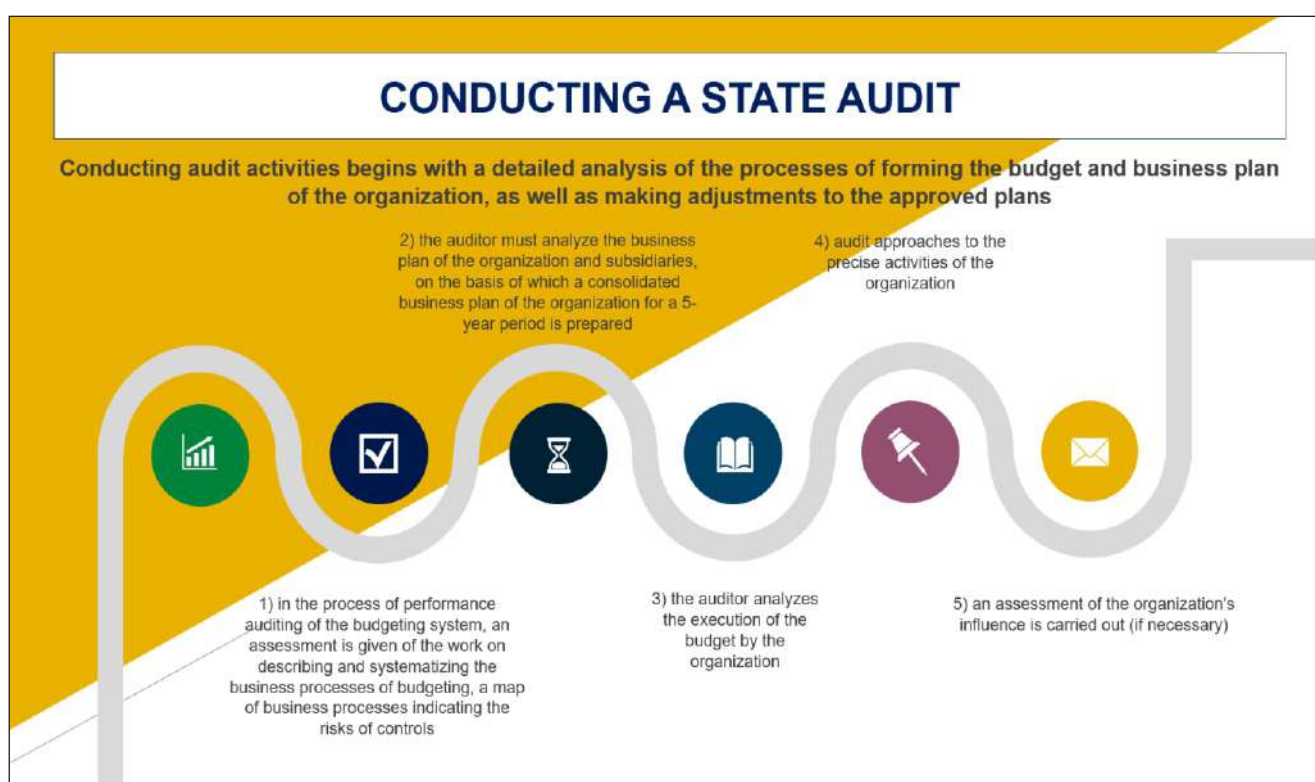 CONDUCTING A STATE AUDIT
Conducting audit activities begins with a detailed analysis of the processes of forming the budget and business plan
of the organization, as well as making adjustments to the approved plans
1) in the process of performance
auditing of the budgeting system, an
assessment is given of the work on
describing and systematizing the
business processes of budgeting, a map
of business processes indicating the
risks of controls
2) the auditor must analyze the business
plan of the organization and subsidiaries,
on the basis of which a consolidated
business plan of the organization for a 5-
year period is prepared
3) the auditor analyzes
the execution of the
budget by the
organization
4) audit approaches to the
precise activities of the
organization
5) an assessment of the organization's
influence is carried out (if necessary)